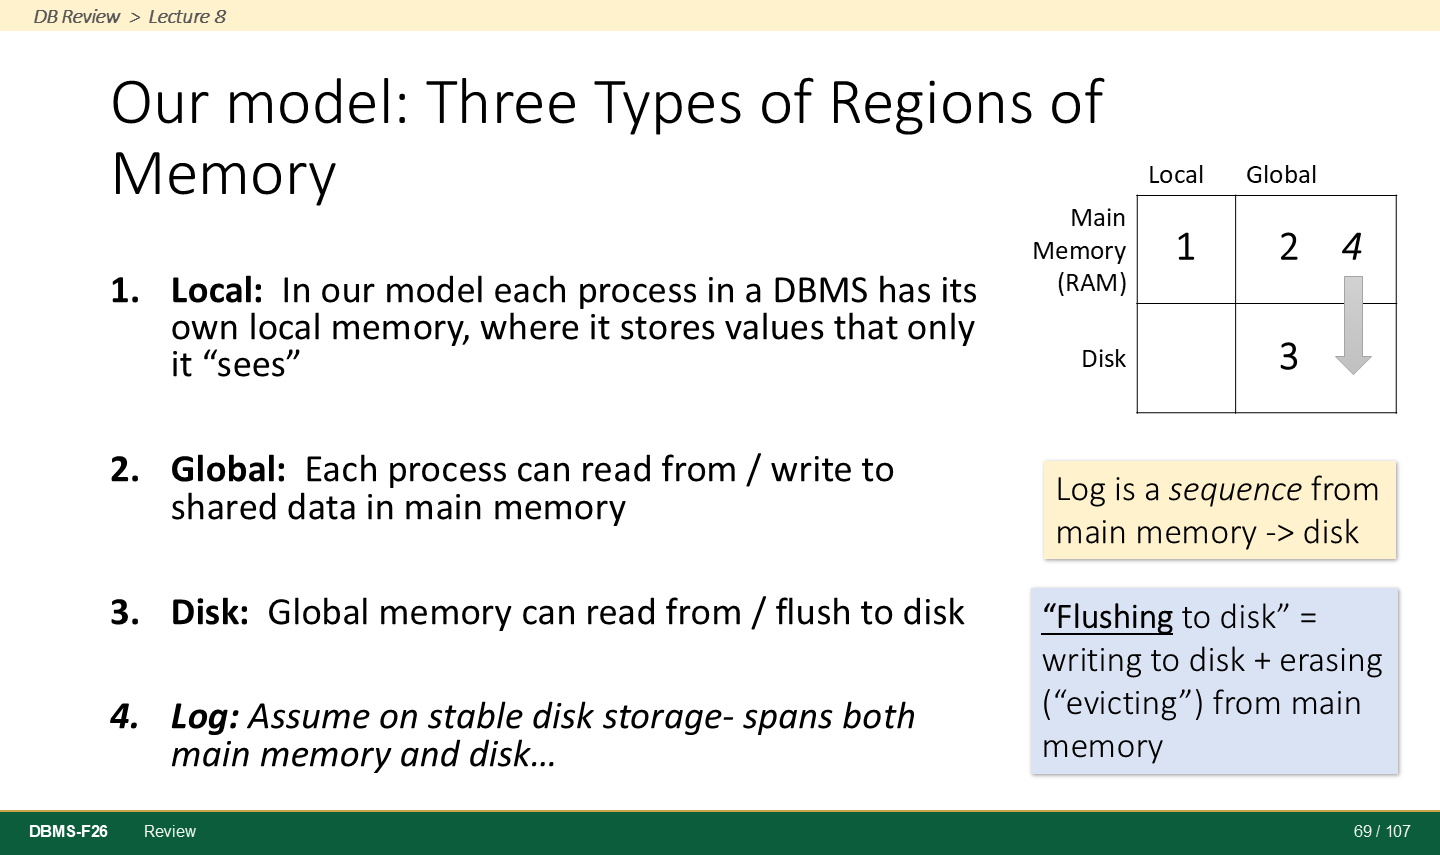 DB Review > Lecture 8
Our model: Three Types of Regions of
Memory
1. Local: In our model each process in a DBMS has its
own local memory, where it stores values that only
it “sees”
2. Global: Each process can read from / write to
shared data in main memory
3. Disk: Global memory can read from / flush to disk
4. Log: Assume on stable disk storage- spans both
main memory and disk…
Local Global
Main
Memory
(RAM)
1 2 4
Disk
3
Log is a sequence from
main memory -> disk
“Flushing to disk” =
writing to disk + erasing
(“evicting”) from main
memory
DBMS-F26 Review 69 / 107